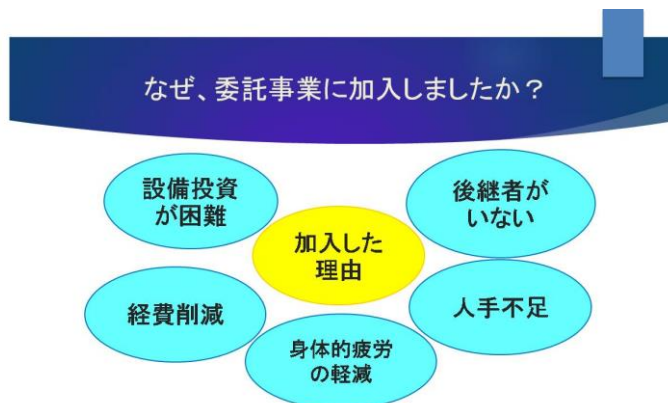 なぜ、委託事業に加入しましたか？
設備投資
が困難
後継者が
いない
加入した
理由
経費削減
人手不足
身体的疲労
の軽減